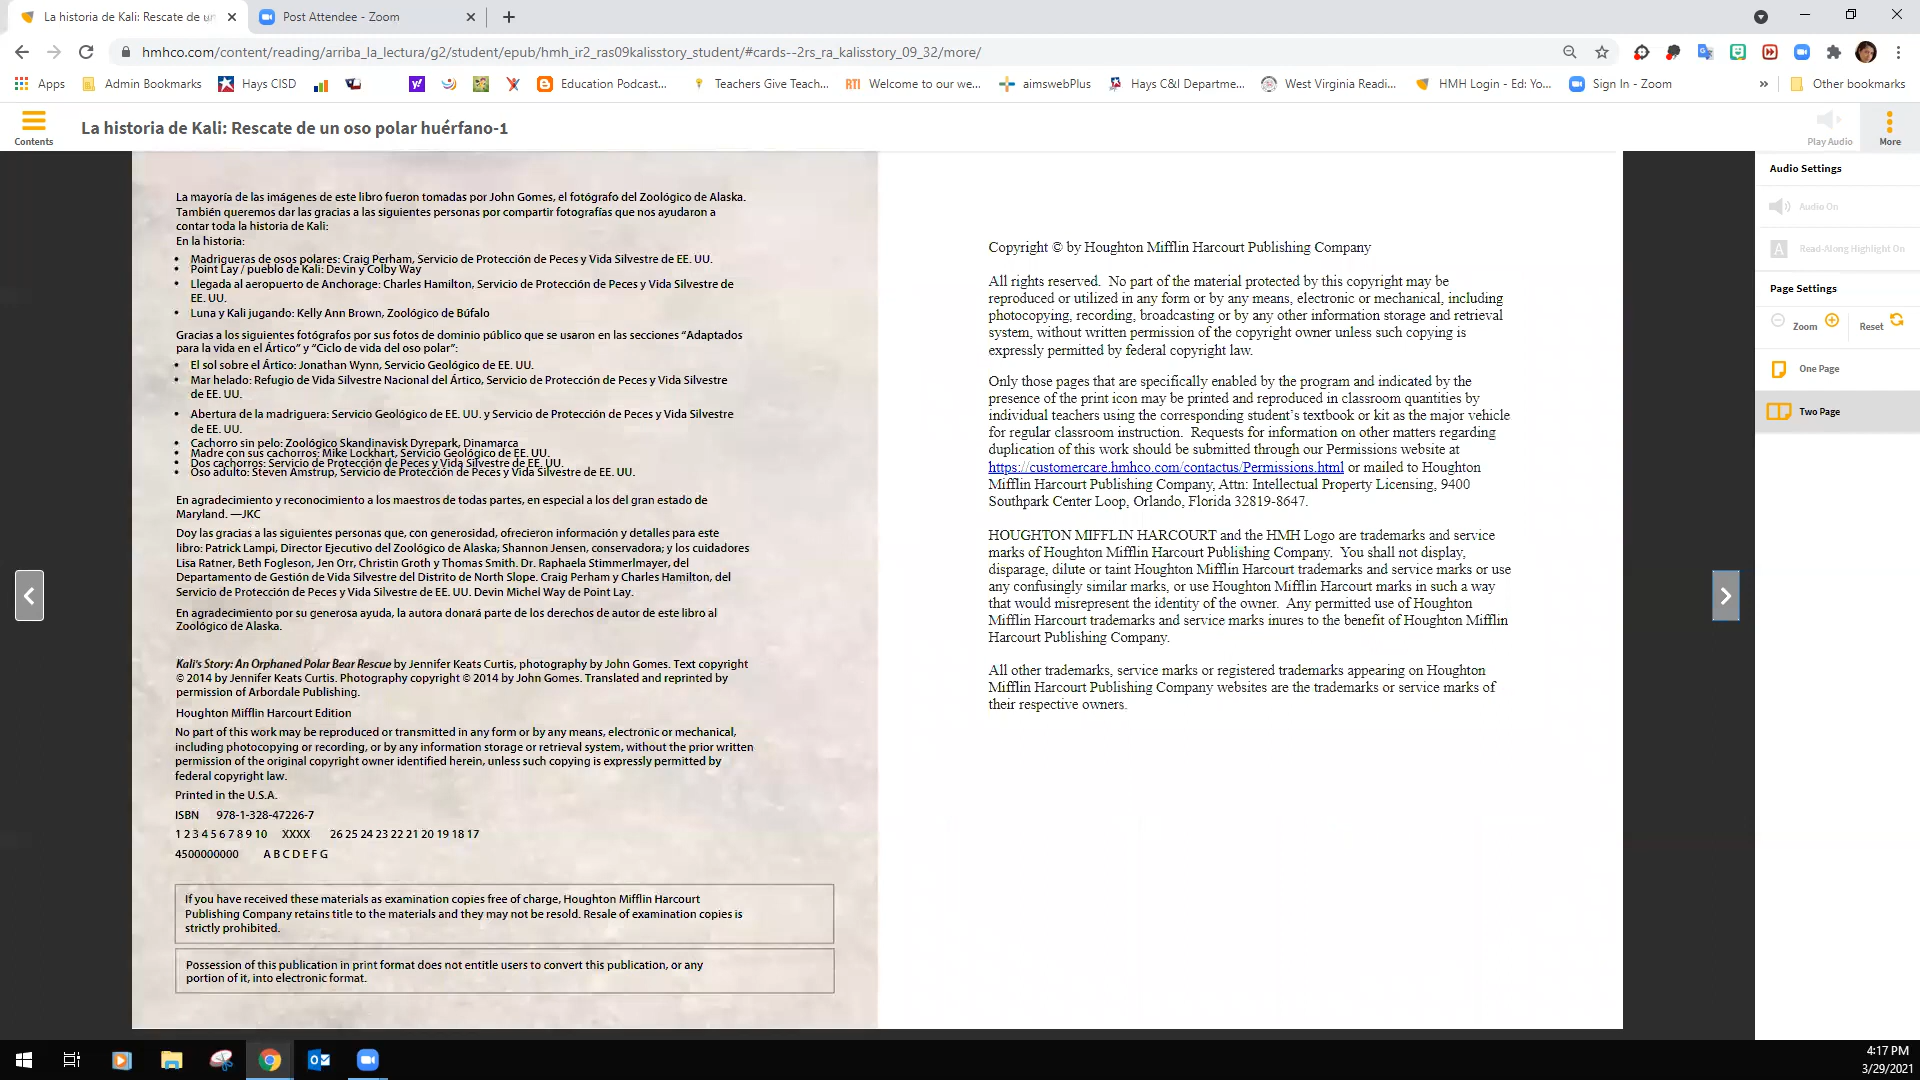 La historia de Kali: Rescate de un
Post Attendee - Zoom
hmhco.com/content/reading/arriba_la_lectura/g2/student/epub/hmh_ir2_ras09kalisstory_student/#cards--2rs_ra_kalisstory_09_32/more/
Apps
Admin Bookmarks
Hays CISD
Education Podcast...
Teachers Give Teach...
RTI Welcome to our we...
aimswebPlus
Hays C&I Departme...
West Virginia Readi...
HMH Login - Ed: Yo...
Sign In - Zoom
» Other bookmarks
Contents
La historia de Kali: Rescate de un oso polar huérfano-1
Play Audio
More
La mayoría de las imágenes de este libro fueron tomadas por John Gomes, el fotógrafo del Zoológico de Alaska.
También queremos dar las gracias a las siguientes personas por compartir fotografías que nos ayudaron a
contar toda la historia de Kali:
En la historia:
• Madrigueras de osos polares: Craig Perham, Servicio de Protección de Peces y Vida Silvestre de EE. UU.
• Point Lay / pueblo de Kali: Devin y Colby Way
• Llegada al aeropuerto de Anchorage: Charles Hamilton, Servicio de Protección de Peces y Vida Silvestre de
EE. UU.
• Luna y Kali jugando: Kelly Ann Brown, Zoológico de Búfalo
Gracias a los siguientes fotógrafos por sus fotos de dominio público que se usaron en las secciones “Adaptados
para la vida en el Ártico” y “Ciclo de vida del oso polar”:
• El sol sobre el Ártico: Jonathan Wynn, Servicio Geológico de EE. UU.
• Mar helado: Refugio de Vida Silvestre Nacional del Ártico, Servicio de Protección de Peces y Vida Silvestre
de EE. UU.
• Abertura de la madriguera: Servicio Geológico de EE. UU. y Servicio de Protección de Peces y Vida Silvestre
de EE. UU.
• Cachorro sin pelo: Zoológico Skandinavisk Dyrepark, Dinamarca
• Madre con sus cachorros: Mike Lockhart, Servicio Geológico de EE. UU.
• Dos cachorros: Servicio de Protección de Peces y Vida Silvestre de EE. UU.
• Oso adulto: Steven Amstrup, Servicio de Protección de Peces y Vida Silvestre de EE. UU.
En agradecimiento y reconocimiento a los maestros de todas partes, en especial a los del gran estado de
Maryland. —JKC
Doy las gracias a las siguientes personas que, con generosidad, ofrecieron información y detalles para este
libro: Patrick Lampi, Director Ejecutivo del Zoológico de Alaska; Shannon Jensen, conservadora; y los cuidadores
Lisa Ratner, Beth Fogleson, Jen Orr, Christin Groth y Thomas Smith. Dr. Raphaela Stimmerlmayer, del
Departamento de Gestión de Vida Silvestre del Distrito de North Slope. Craig Perham y Charles Hamilton, del
Servicio de Protección de Peces y Vida Silvestre de EE. UU. Devin Michel Way de Point Lay.
En agradecimiento por su generosa ayuda, la autora donará parte de los derechos de autor de este libro al
Zoológico de Alaska.
Kali's Story: An Orphaned Polar Bear Rescue by Jennifer Keats Curtis, photography by John Gomes. Text copyright
© 2014 by Jennifer Keats Curtis. Photography copyright © 2014 by John Gomes. Translated and reprinted by
permission of Arbordale Publishing.
Houghton Mifflin Harcourt Edition
No part of this work may be reproduced or transmitted in any form or by any means, electronic or mechanical,
including photocopying or recording, or by any information storage or retrieval system, without the prior written
permission of the original copyright owner identified herein, unless such copying is expressly permitted by
federal copyright law.
Printed in the U.S.A.
ISBN 978-1-328-47226-7
1 2 3 4 5 6 7 8 9 10 XXXX 26 25 24 23 22 21 20 19 18 17
4500000000 A B C D E F G
If you have received these materials as examination copies free of charge, Houghton Mifflin Harcourt
Publishing Company retains title to the materials and they may not be resold. Resale of examination copies is
strictly prohibited.
Possession of this publication in print format does not entitle users to convert this publication, or any
portion of it, into electronic format.
Copyright © by Houghton Mifflin Harcourt Publishing Company
All rights reserved. No part of the material protected by this copyright may be
reproduced or utilized in any form or by any means, electronic or mechanical, including
photocopying, recording, broadcasting or by any other information storage and retrieval
system, without written permission of the copyright owner unless such copying is
expressly permitted by federal copyright law.
Only those pages that are specifically enabled by the program and indicated by the
presence of the print icon may be printed and reproduced in classroom quantities by
individual teachers using the corresponding student’s textbook or kit as the major vehicle
for regular classroom instruction. Requests for information on other matters regarding
duplication of this work should be submitted through our Permissions website at
https://customercare.hmhco.com/contactus/Permissions.html or mailed to Houghton
Mifflin Harcourt Publishing Company, Attn: Intellectual Property Licensing, 9400
Southpark Center Loop, Orlando, Florida 32819-8647.
HOUGHTON MIFFLIN HARCOURT and the HMH Logo are trademarks and service
marks of Houghton Mifflin Harcourt Publishing Company. You shall not display,
disparage, dilute or taint Houghton Mifflin Harcourt trademarks and service marks or use
any confusingly similar marks, or use Houghton Mifflin Harcourt marks in such a way
that would misrepresent the identity of the owner. Any permitted use of Houghton
Mifflin Harcourt trademarks and service marks inures to the benefit of Houghton Mifflin
Harcourt Publishing Company.
All other trademarks, service marks or registered trademarks appearing on Houghton
Mifflin Harcourt Publishing Company websites are the trademarks or service marks of
their respective owners.
Audio Settings
Audio On
A Read-Along Highlight On
Page Settings
Zoom
Reset
One Page
Two Page
4:17 PM
3/29/2021